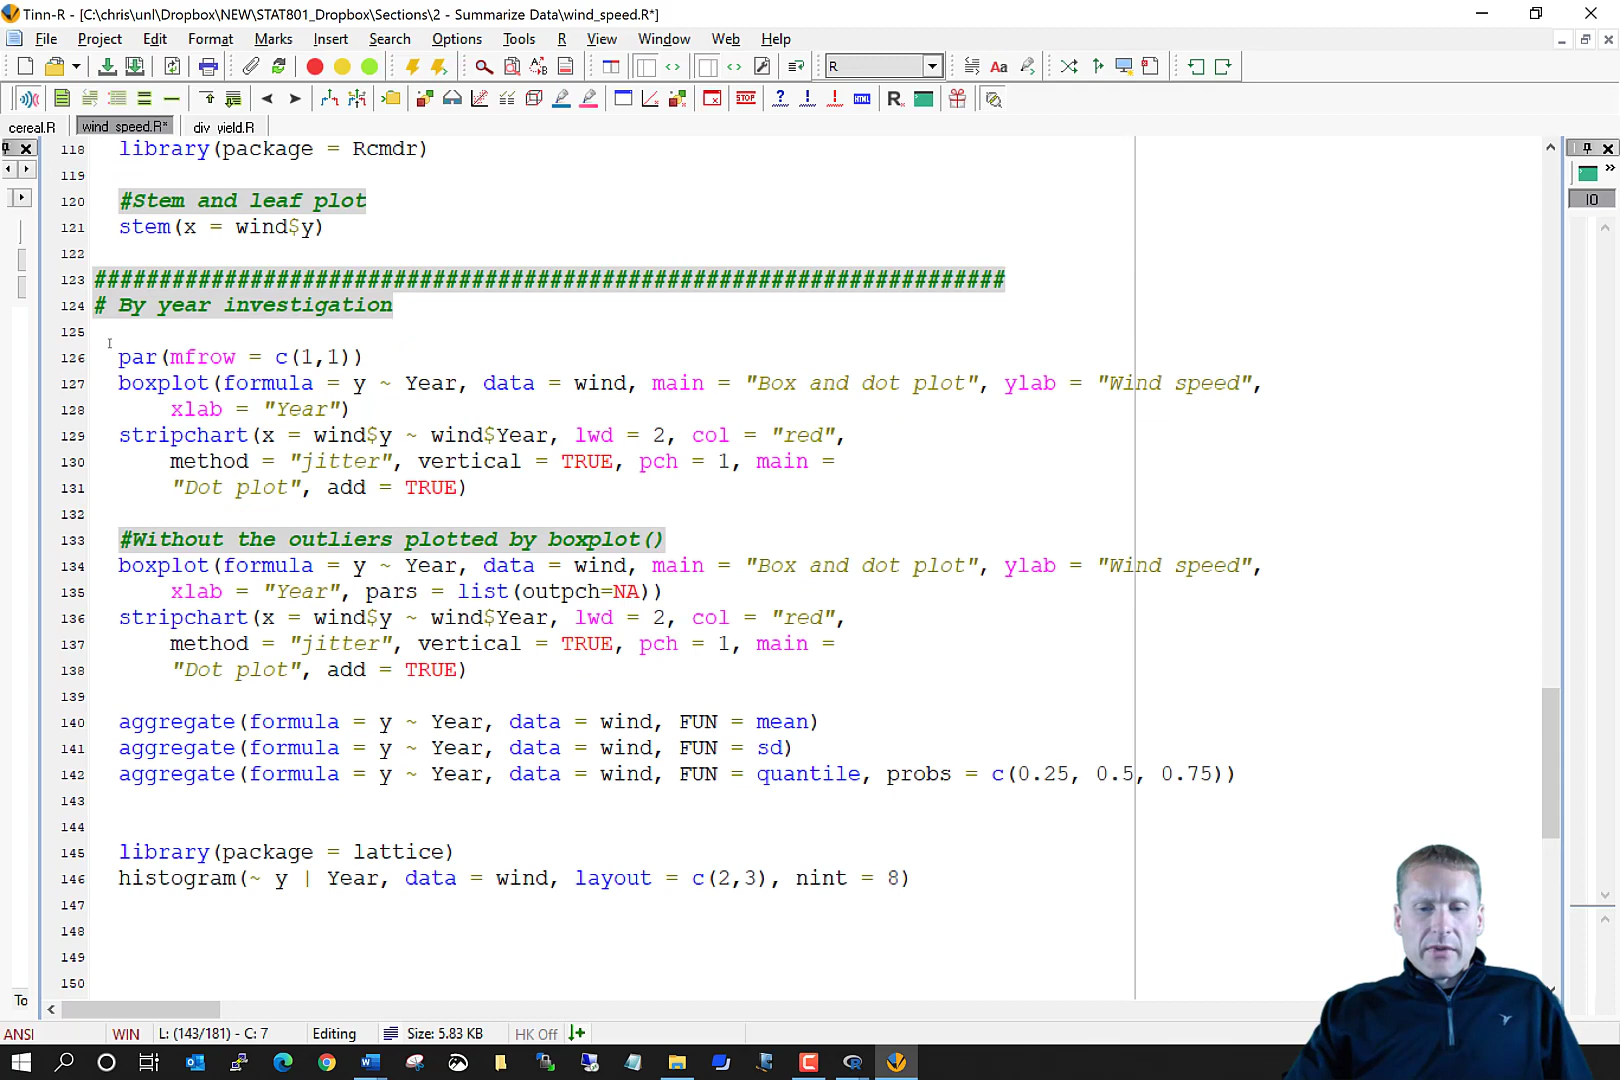 Tinn-R - [C:\chris\unl\Dropbox\NEW\STAT801_Dropbox\Sections\2 - Summarize Data\wind_speed.R*]
File Project Edit Format Marks Insert Search Options Tools R View Window Web Help
R
cereal.R wind_speed.R* div_yield.R
118 library(package = Rcmdr)
119
120 #Stem and leaf plot
121 stem(x = wind$y)
122
123 ######################################################################
124 # By year investigation
125
126 par(mfrow = c(1,1))
127 boxplot(formula = y ~ Year, data = wind, main = "Box and dot plot", ylab = "Wind speed",
128 xlab = "Year")
129 stripchart(x = wind$y ~ wind$Year, lwd = 2, col = "red",
130 method = "jitter", vertical = TRUE, pch = 1, main =
131 "Dot plot", add = TRUE)
132
133 #Without the outliers plotted by boxplot()
134 boxplot(formula = y ~ Year, data = wind, main = "Box and dot plot", ylab = "Wind speed",
135 xlab = "Year", pars = list(outpch=NA))
136 stripchart(x = wind$y ~ wind$Year, lwd = 2, col = "red",
137 method = "jitter", vertical = TRUE, pch = 1, main =
138 "Dot plot", add = TRUE)
139
140 aggregate(formula = y ~ Year, data = wind, FUN = mean)
141 aggregate(formula = y ~ Year, data = wind, FUN = sd)
142 aggregate(formula = y ~ Year, data = wind, FUN = quantile, probs = c(0.25, 0.5, 0.75))
143
144
145 library(package = lattice)
146 histogram(~ y | Year, data = wind, layout = c(2,3), nint = 8)
147
148
149
150
IO
To
ANSI WIN L: (143/181) - C: 7 Editing Size: 5.83 KB HK Off